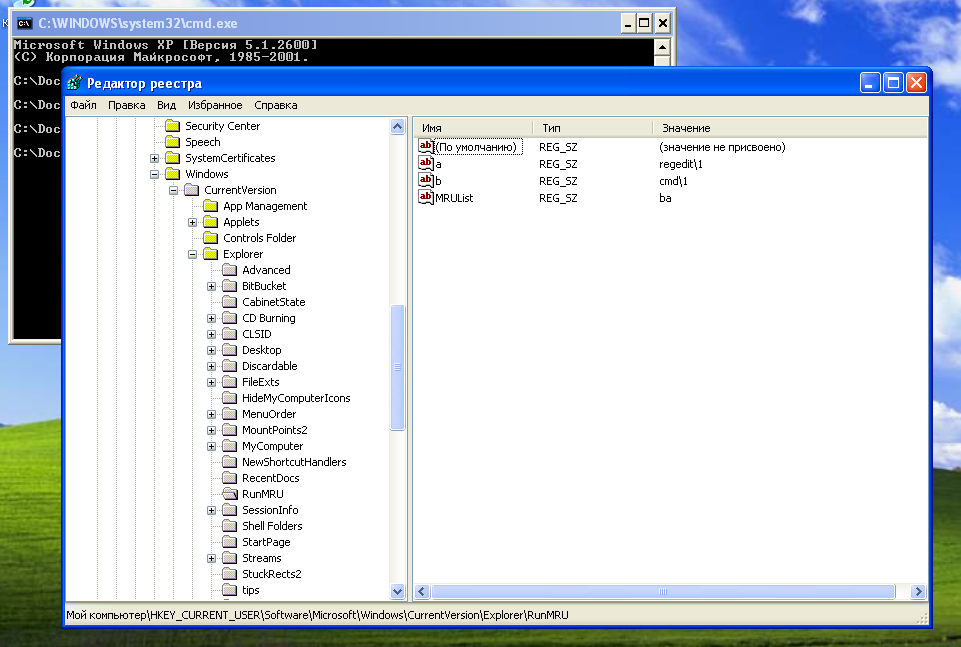 C:\WINDOWS\system32\cmd.exe
Microsoft Windows XP [Версия 5.1.2600]
(C) Корпорация Майкрософт, 1985-2001.
C:\Doc
C:\Doc
C:\Doc
C:\Doc
Редактор реестра
Файл Правка Вид Избранное Справка
Security Center
Speech
SystemCertificates
Windows
CurrentVersion
App Management
Applets
Controls Folder
Explorer
Advanced
BitBucket
CabinetState
CD Burning
CLSID
Desktop
Discardable
FileExts
HideMyComputerIcons
MenuOrder
MountPoints2
MyComputer
NewShortcutHandlers
RecentDocs
RunMRU
SessionInfo
Shell Folders
StartPage
Streams
StuckRects2
tips
Имя Тип Значение
(По умолчанию) REG_SZ (значение не присвоено)
a REG_SZ regedit\1
b REG_SZ cmd\1
MRUList REG_SZ ba
Мой компьютер\HKEY_CURRENT_USER\Software\Microsoft\Windows\CurrentVersion\Explorer\RunMRU